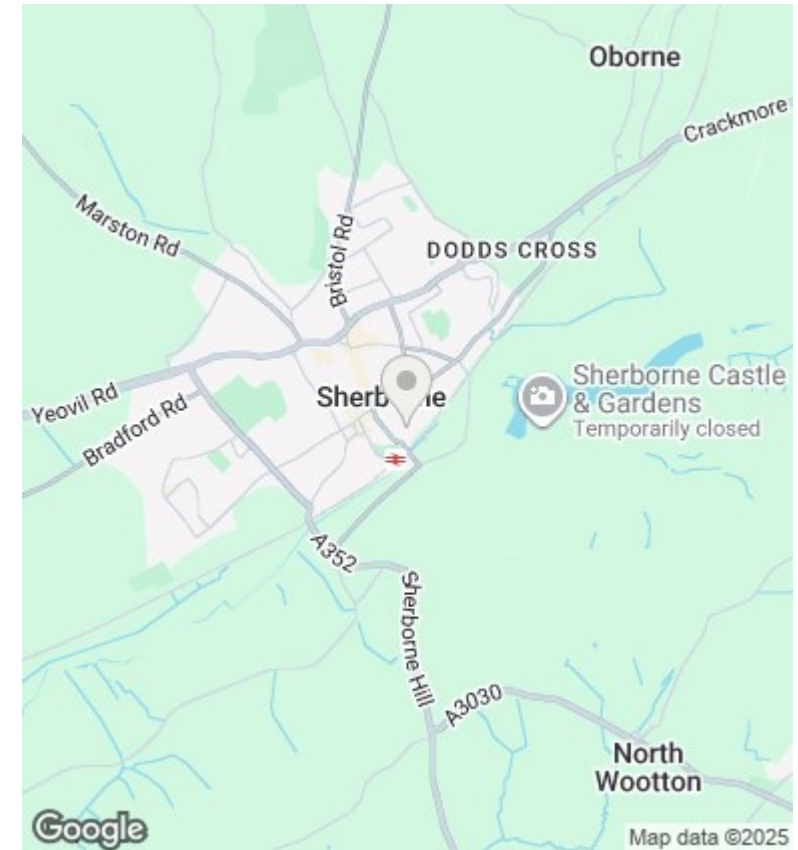 Oborne
Crackmore
Marston Rd
Bristol Rd
DODDS CROSS
Sherborne Castle
& Gardens
Temporarily closed
Sherborne
Yeovil Rd
Bradford Rd
A352
Sherborne Hill
A3030
North
Wootton
Google
Map data ©2025